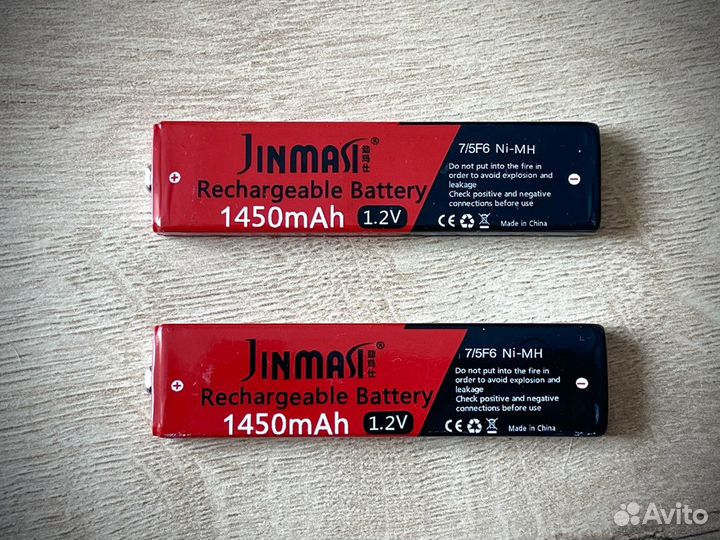 JINMASI®
Rechargeable Battery
1450mAh 1.2V
7/5F6 Ni-MH
Do not put into the fire in
order to avoid explosion and
leakage
Check positive and negative
connections before use
CE Made in China
JINMASI®
Rechargeable Battery
1450mAh 1.2V
7/5F6 Ni-MH
Do not put into the fire in
order to avoid explosion and
leakage
Check positive and negative
connections before use
CE Made in China
Avito